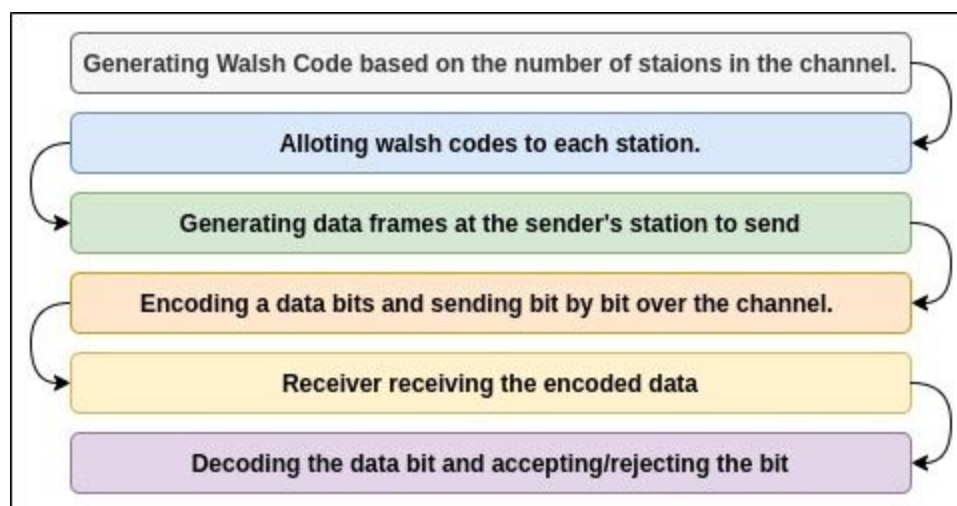 Generating Walsh Code based on the number of staions in the channel.
Alloting walsh codes to each station.
Generating data frames at the sender's station to send
Encoding a data bits and sending bit by bit over the channel.
Receiver receiving the encoded data
Decoding the data bit and accepting/rejecting the bit